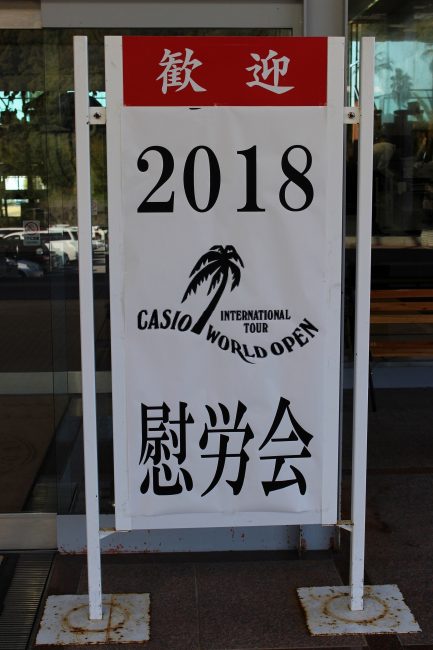 歓迎
2018
CASIO
INTERNATIONAL
TOUR
WORLD OPEN
慰労会